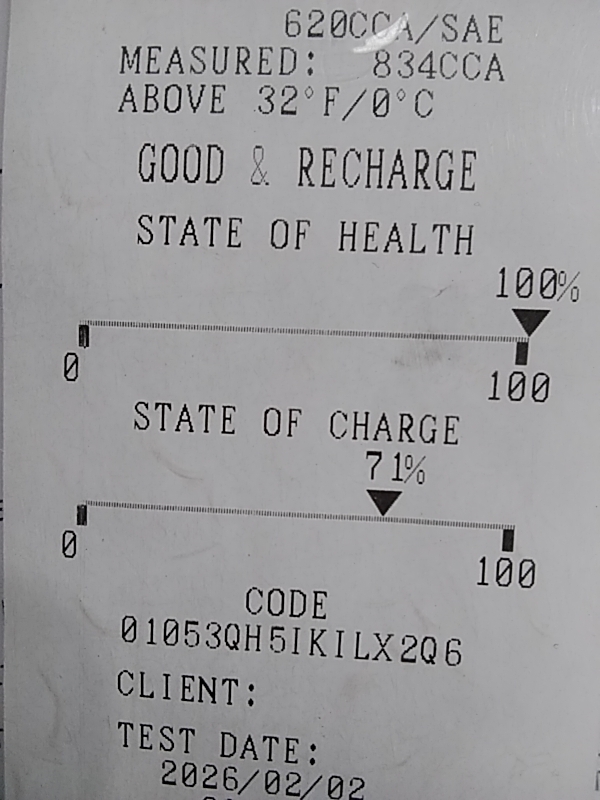 620CCA/SAE
MEASURED: 834CCA
ABOVE 32°F/0°C
GOOD & RECHARGE
STATE OF HEALTH
100%
0
100
STATE OF CHARGE
71%
0
100
CODE
01053QH5IKILX2Q6
CLIENT:
TEST DATE:
2026/02/02